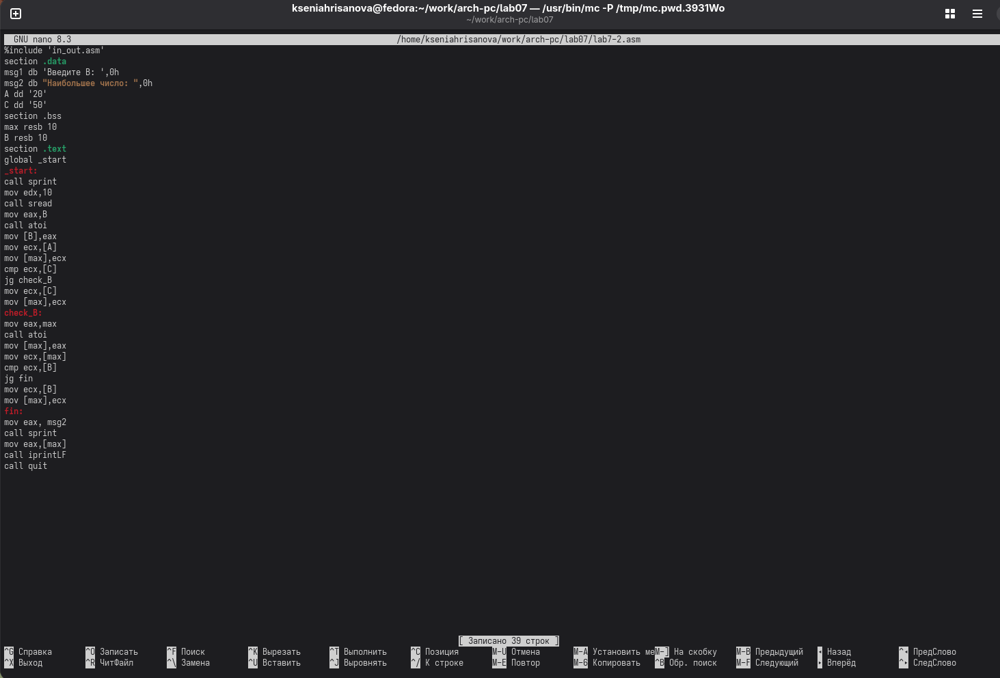 kseniahrisanova@fedora:~/work/arch-pc/lab07 — /usr/bin/mc -P /tmp/mc.pwd.3931Wo
~/work/arch-pc/lab07
GNU nano 8.3 /home/kseniahrisanova/work/arch-pc/lab07/lab7-2.asm
%include 'in_out.asm'
section .data
msg1 db 'Введите B: ',0h
msg2 db "Наибольшее число: ",0h
A dd '20'
C dd '50'
section .bss
max resb 10
B resb 10
section .text
global _start
_start:
call sprint
mov edx,10
call sread
mov eax,B
call atoi
mov [B],eax
mov ecx,[A]
mov [max],ecx
cmp ecx,[C]
jg check_B
mov ecx,[C]
mov [max],ecx
check_B:
mov eax,max
call atoi
mov [max],eax
mov ecx,[max]
cmp ecx,[B]
jg fin
mov ecx,[B]
mov [max],ecx
fin:
mov eax, msg2
call sprint
mov eax,[max]
call iprintLF
call quit
[ Записано 39 строк ]
^G Справка ^O Записать ^F Поиск ^K Вырезать ^T Выполнить ^C Позиция M-U Отмена M-A Установить ме M-] На скобку M-B Предыдущий ◂ Назад ^◂ ПредСлово
^X Выход ^R ЧитФайл ^\ Замена ^U Вставить ^J Выровнять ^/ К строке M-E Повтор M-6 Копировать ^B Обр. поиск M-F Следующий ▸ Вперёд ^▸ СледСлово